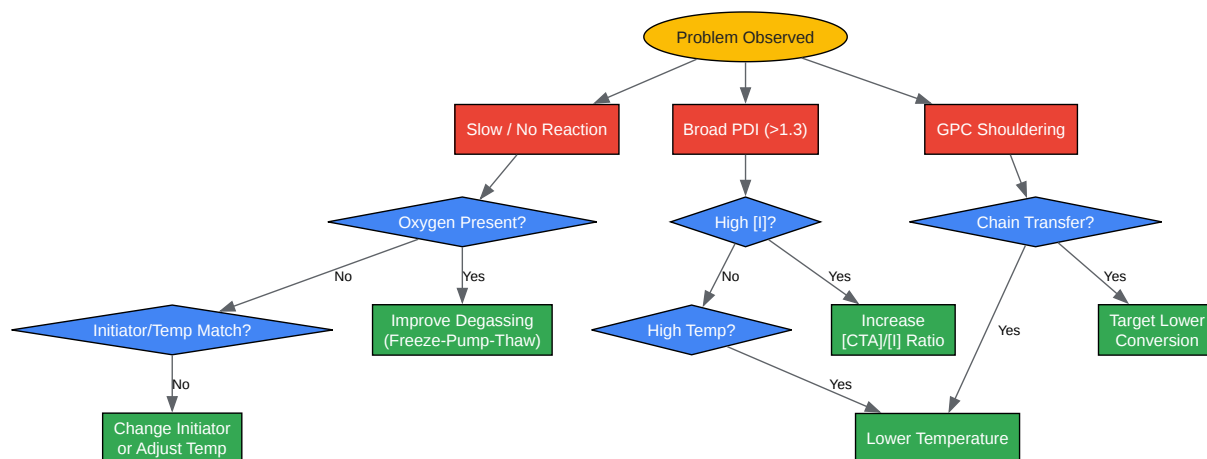 Problem Observed
Slow / No Reaction
Broad PDI (>1.3)
GPC Shouldering
Oxygen Present?
High [I]?
Chain Transfer?
No
Yes
No
Yes
Yes
Initiator/Temp Match?
Improve Degassing
(Freeze-Pump-Thaw)
High Temp?
Increase
[CTA]/[I] Ratio
Yes
Target Lower
Conversion
No
Yes
Change Initiator
or Adjust Temp
Lower Temperature